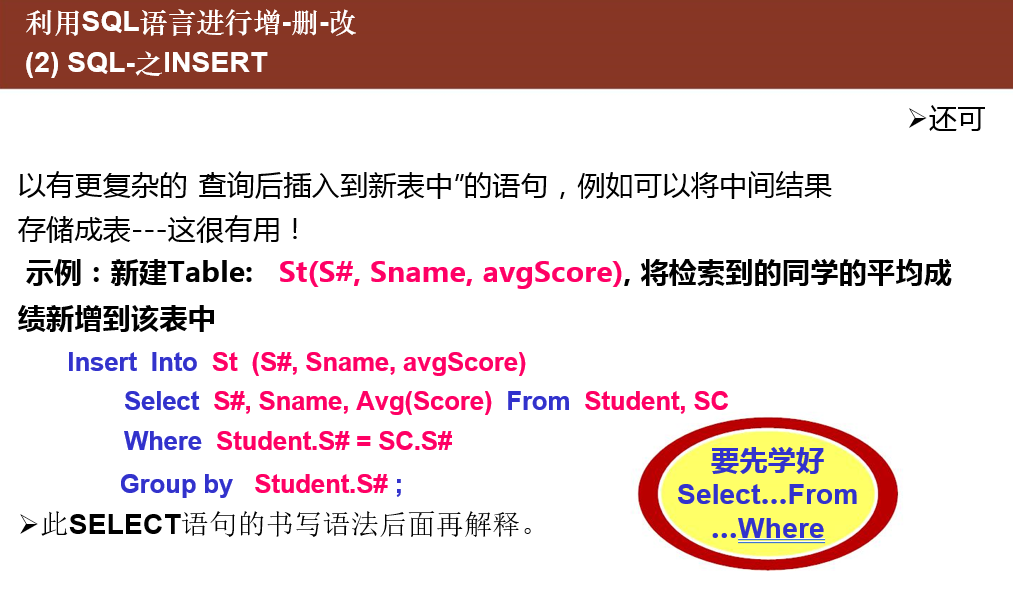 利用SQL语言进行增-删-改
(2) SQL-之INSERT
➢还可
以有更复杂的 查询后插入到新表中”的语句，例如可以将中间结果
存储成表---这很有用！
示例：新建Table: St(S#, Sname, avgScore), 将检索到的同学的平均成
绩新增到该表中
Insert Into St (S#, Sname, avgScore)
Select S#, Sname, Avg(Score) From Student, SC
Where Student.S# = SC.S#
Group by Student.S# ;
➢此SELECT语句的书写语法后面再解释。
要先学好
Select…From
…Where